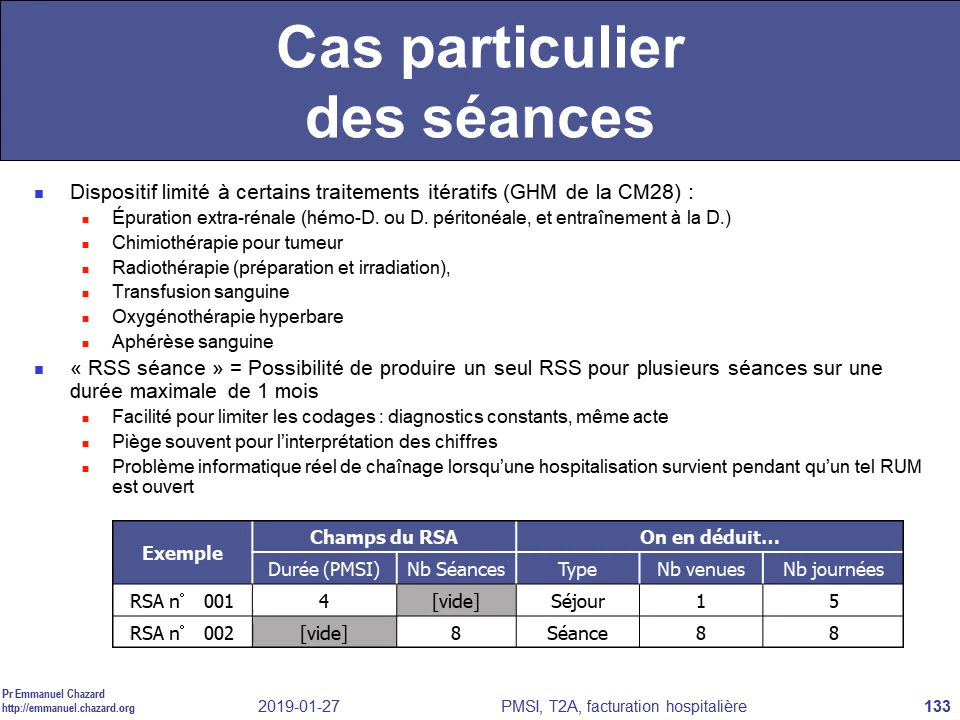 Cas particulier
des séances
Dispositif limité à certains traitements itératifs (GHM de la CM28) :
Épuration extra-rénale (hémo-D. ou D. péritonéale, et entraînement à la D.)
Chimiothérapie pour tumeur
Radiothérapie (préparation et irradiation),
Transfusion sanguine
Oxygénothérapie hyperbare
Aphérèse sanguine
« RSS séance » = Possibilité de produire un seul RSS pour plusieurs séances sur une
durée maximale de 1 mois
Facilité pour limiter les codages : diagnostics constants, même acte
Piège souvent pour l'interprétation des chiffres
Problème informatique réel de chaînage lorsqu'une hospitalisation survient pendant qu'un tel RUM
est ouvert
Exemple Champs du RSA On en déduit...
Durée (PMSI) Nb Séances Type Nb venues Nb journées
RSA n° 001 4 [vide] Séjour 1 5
RSA n° 002 [vide] 8 Séance 8 8
Pr Emmanuel Chazard
http://emmanuel.chazard.org 2019-01-27 PMSI, T2A, facturation hospitalière 133